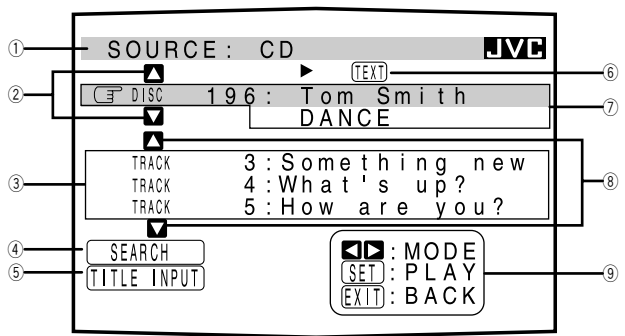 ① SOURCE: CD JVC
② ▲ ► TEXT ⑥
DISC 196: Tom Smith ⑦
▼ DANCE
▲ ⑧
TRACK 3:Something new
③ TRACK 4:What's up?
TRACK 5:How are you?
▼
④ SEARCH ◀▶: MODE
⑤ TITLE INPUT SET: PLAY ⑨
EXIT: BACK